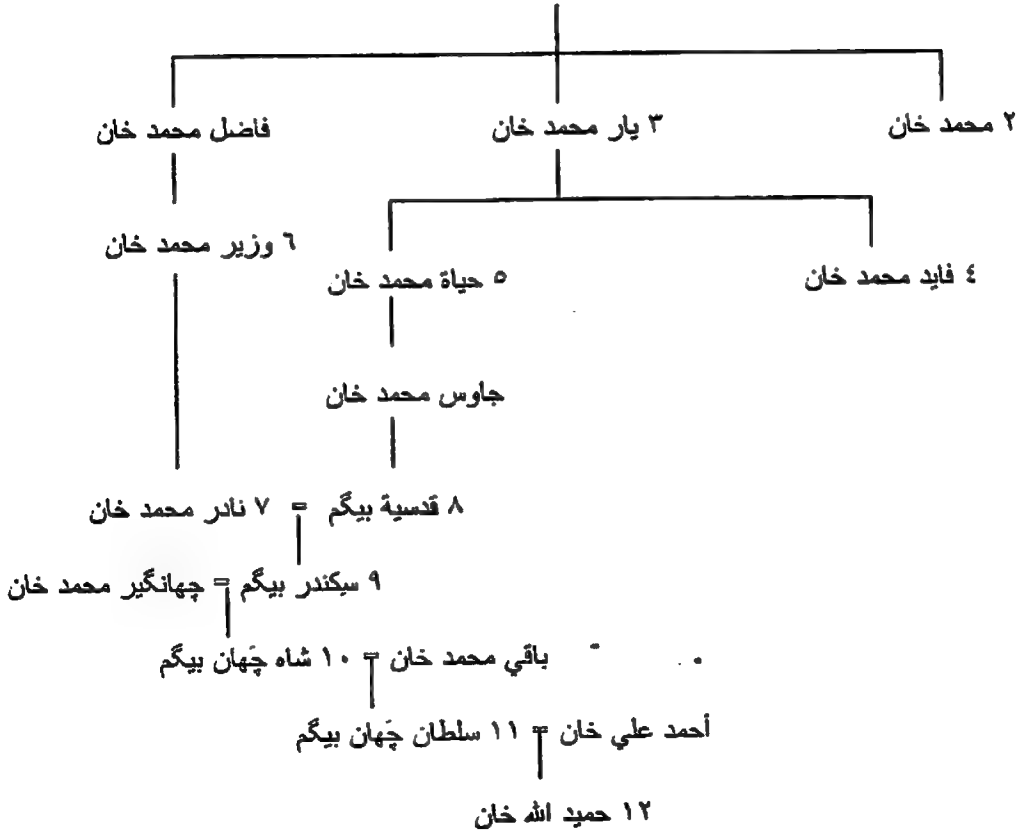 ٢ محمد خان ٣ يار محمد خان فاضل محمد خان
٦ وزير محمد خان
٤ فايد محمد خان ٥ حياة محمد خان
جاوس محمد خان
٨ قدسية بيگم = ٧ نادر محمد خان
٩ سيكندر بيگم = چهانگير محمد خان
باقي محمد خان = ١٠ شاه چَهان بيگم
أحمد علي خان = ١١ سلطان چَهان بيگم
١٢ حميد الله خان